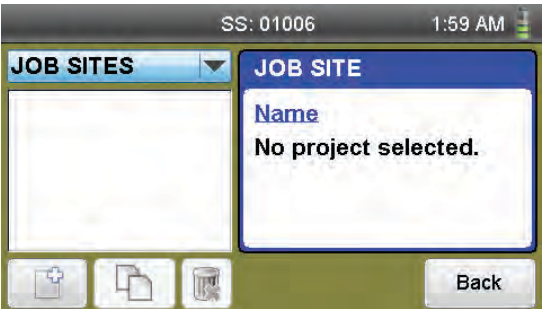 SS: 01006 1:59 AM
JOB SITES
JOB SITE
Name
No project selected.
Back